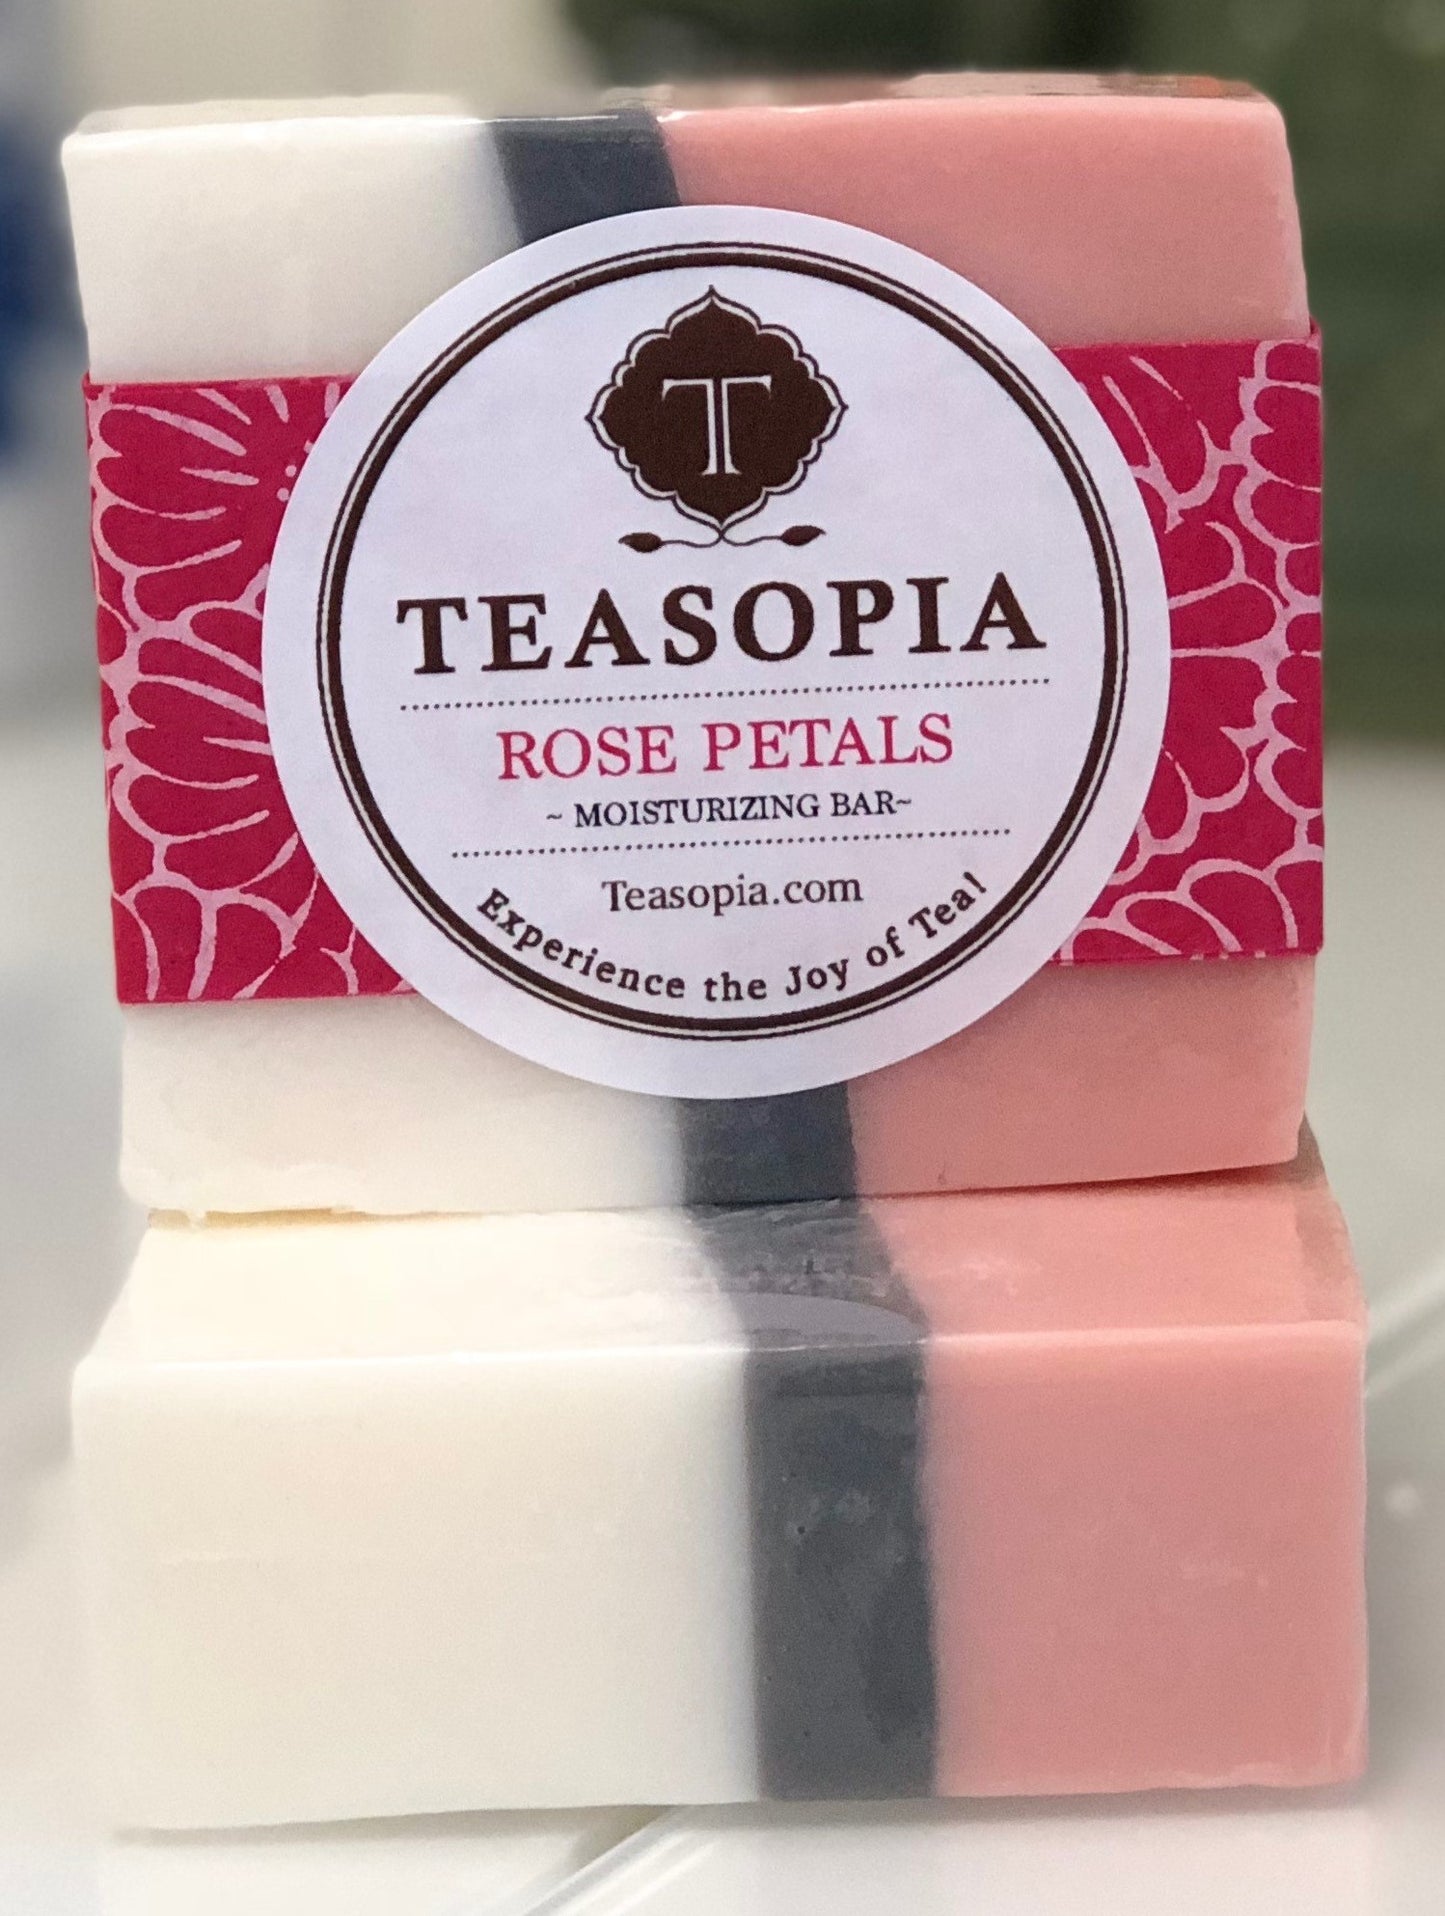 T
TEASOPIA
ROSE PETALS
~ MOISTURIZING BAR~
Teasopia.com
Experience the Joy of Tea!